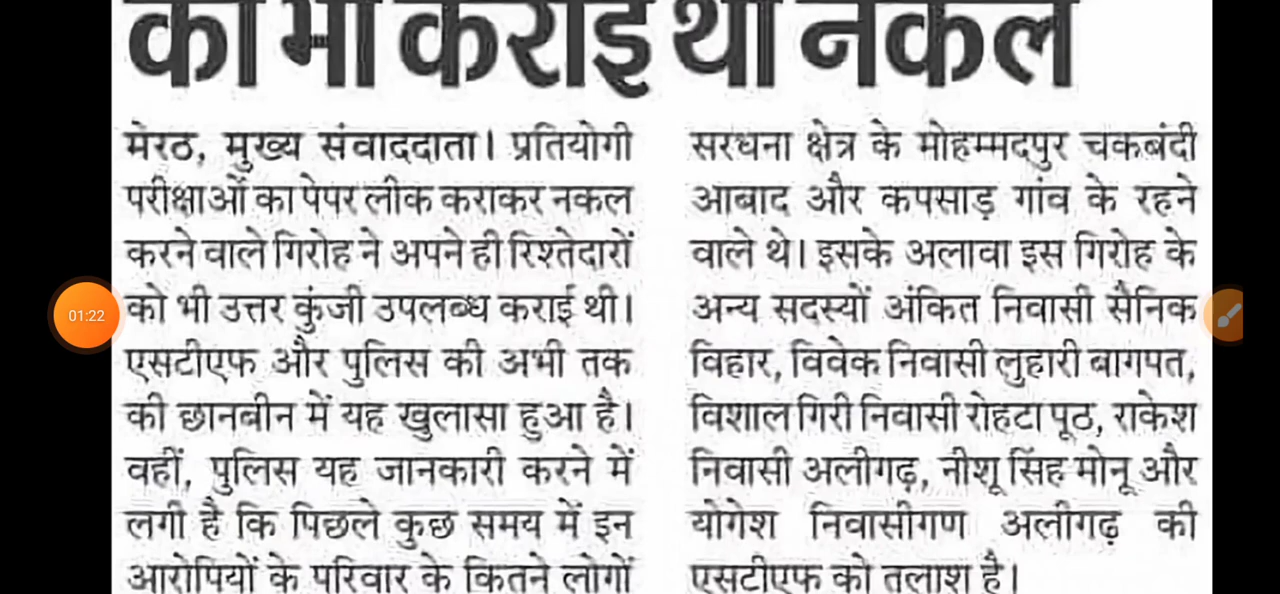 को भी कराई थी नकल
मेरठ, मुख्य संवाददाता। प्रतियोगी
परीक्षाओं का पेपर लीक कराकर नकल
करने वाले गिरोह ने अपने ही रिश्तेदारों
को भी उत्तर कुंजी उपलब्ध कराई थी।
एसटीएफ और पुलिस की अभी तक
की छानबीन में यह खुलासा हुआ है।
वहीं, पुलिस यह जानकारी करने में
लगी है कि पिछले कुछ समय में इन
आरोपियों के परिवार के कितने लोगों
सरधना क्षेत्र के मोहम्मदपुर चकबंदी
आबाद और कपसाड़ गांव के रहने
वाले थे। इसके अलावा इस गिरोह के
अन्य सदस्यों अंकित निवासी सैनिक
विहार, विवेक निवासी लुहारी बागपत,
विशाल गिरी निवासी रोहटा पूठ, राकेश
निवासी अलीगढ़, नीशू सिंह मोनू और
योगेश निवासीगण अलीगढ़ की
एसटीएफ को तलाश है।
01:22